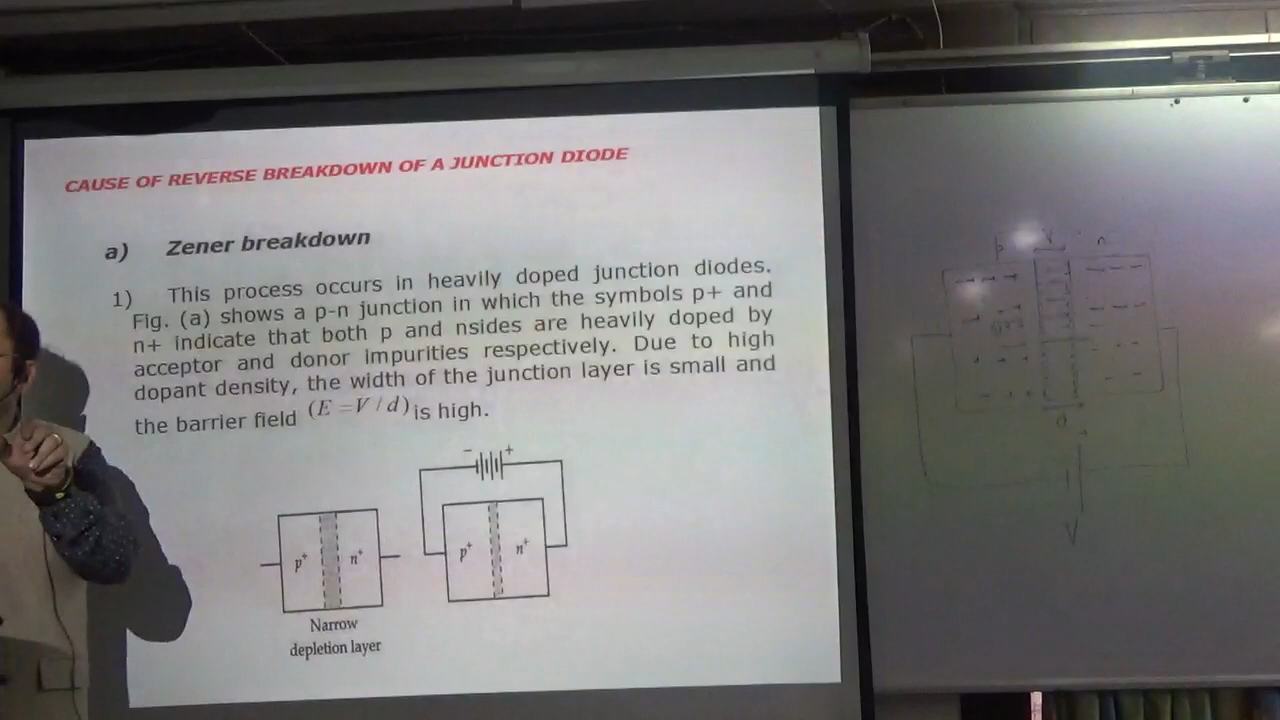 CAUSE OF REVERSE BREAKDOWN OF A JUNCTION DIODE
a) Zener breakdown
1) This process occurs in heavily doped junction diodes.
Fig. (a) shows a p-n junction in which the symbols p+ and
n+ indicate that both p and nsides are heavily doped by
acceptor and donor impurities respectively. Due to high
dopant density, the width of the junction layer is small and
the barrier field (E =V / d) is high.
- +
p+ n+
p+ n+
Narrow
depletion layer
p V n
d
V